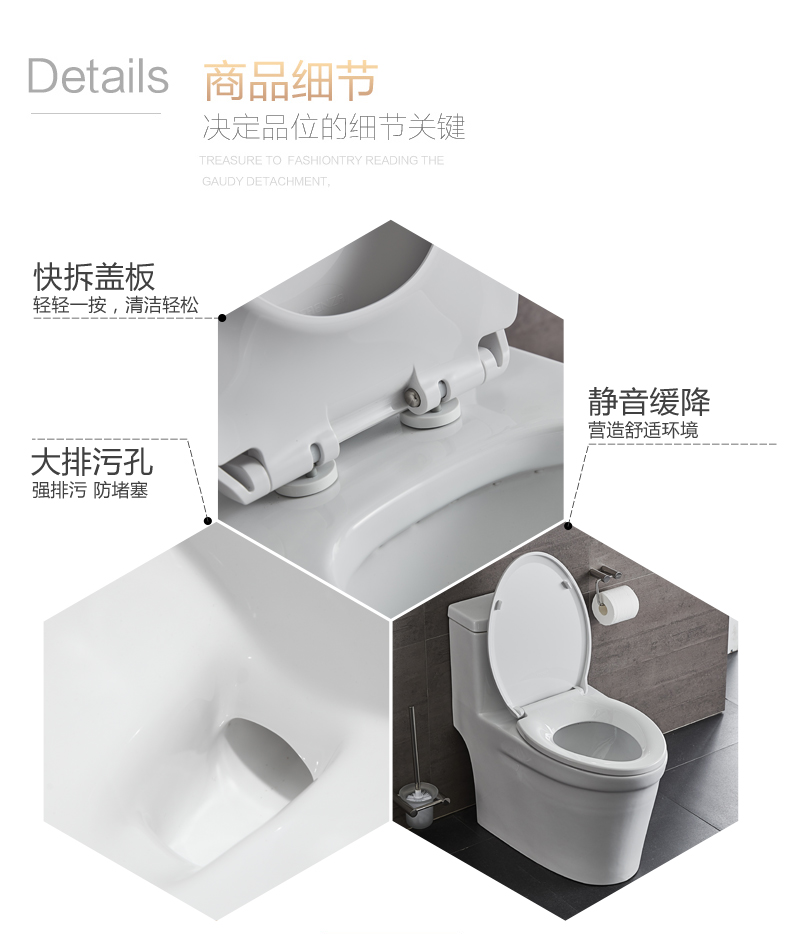 Details
商品细节
决定品位的细节关键
TREASURE TO FASHIONTRY READING THE
GAUDY DETACHMENT,
快拆盖板
轻轻一按，清洁轻松
静音缓降
营造舒适环境
大排污孔
强排污 防堵塞